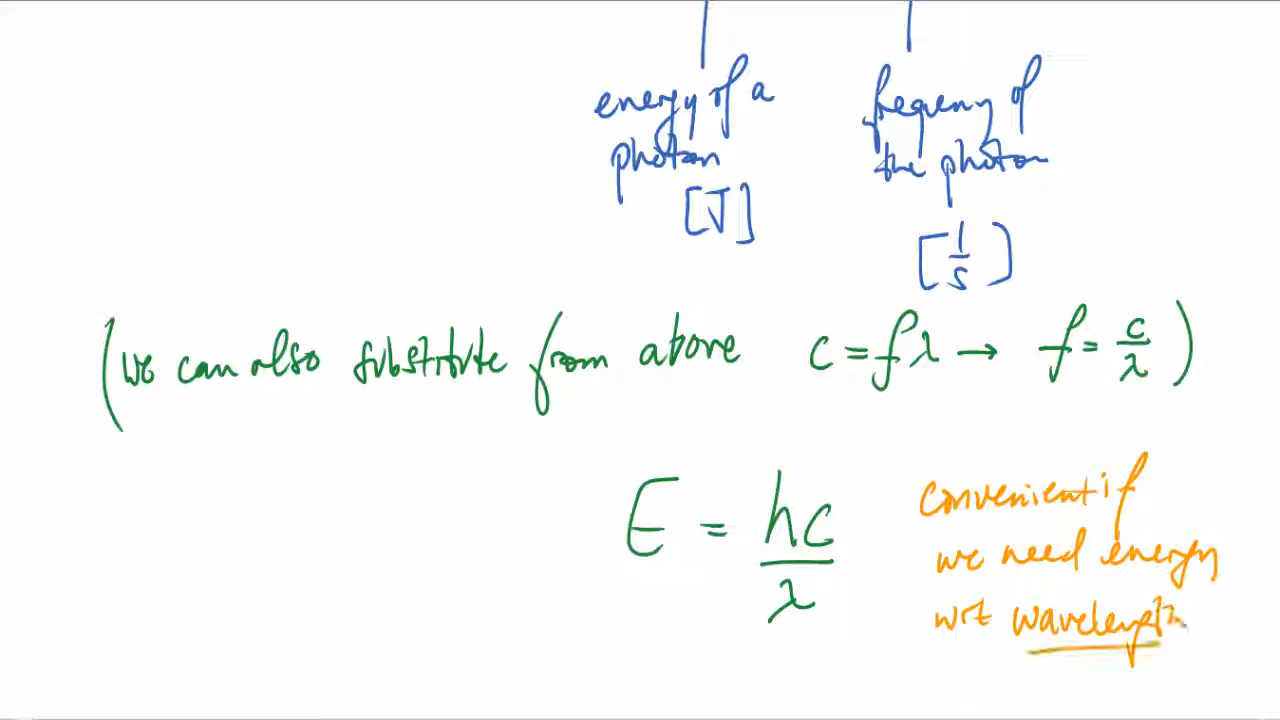 energy of a frequeny of
photon the photon
[J] [1/s]
(we can also substitute from above c = fλ → f = c/λ)
E = hc/λ
convenient if
we need energy
wrt wavelength